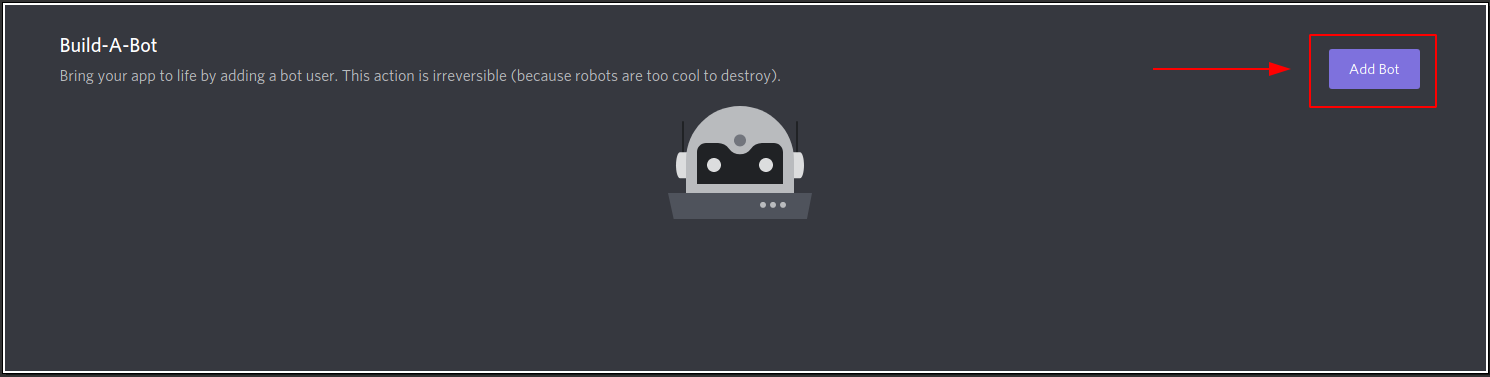 Build-A-Bot
Bring your app to life by adding a bot user. This action is irreversible (because robots are too cool to destroy).
Add Bot